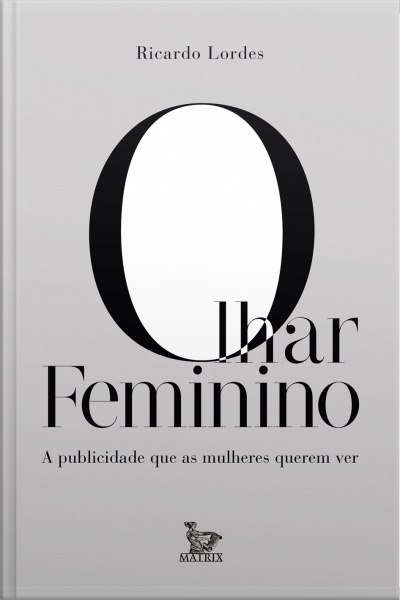 Ricardo Lordes
Olhar
Feminino
A publicidade que as mulheres querem ver
MATRIX